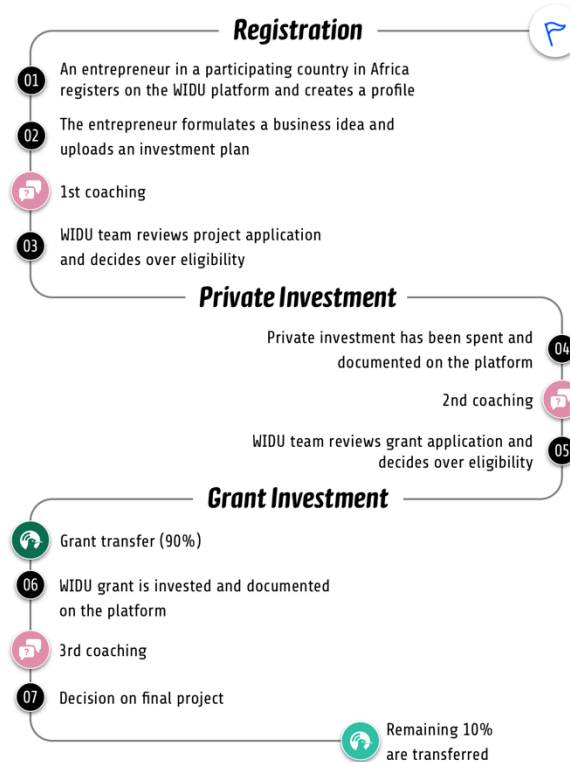 Registration
01
An entrepreneur in a participating country in Africa
registers on the WIDU platform and creates a profile
02
The entrepreneur formulates a business idea and
uploads an investment plan
?
1st coaching
03
WIDU team reviews project application
and decides over eligibility
Private Investment
Private investment has been spent and
documented on the platform
04
2nd coaching
?
WIDU team reviews grant application and
decides over eligibility
05
Grant Investment
Grant transfer (90%)
06
WIDU grant is invested and documented
on the platform
?
3rd coaching
07
Decision on final project
Remaining 10%
are transferred